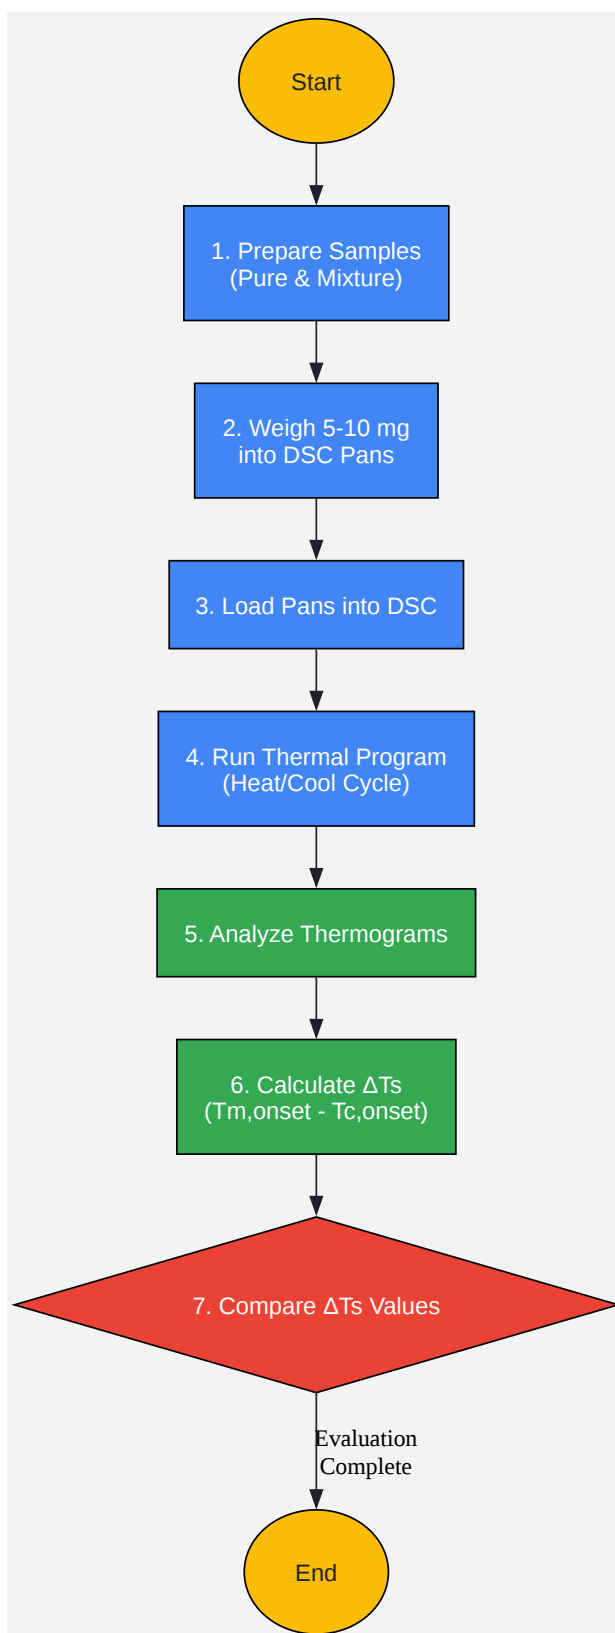 Start
1. Prepare Samples
(Pure & Mixture)
2. Weigh 5-10 mg
into DSC Pans
3. Load Pans into DSC
4. Run Thermal Program
(Heat/Cool Cycle)
5. Analyze Thermograms
6. Calculate ΔTs
(Tm,onset - Tc,onset)
7. Compare ΔTs Values
Evaluation
Complete
End